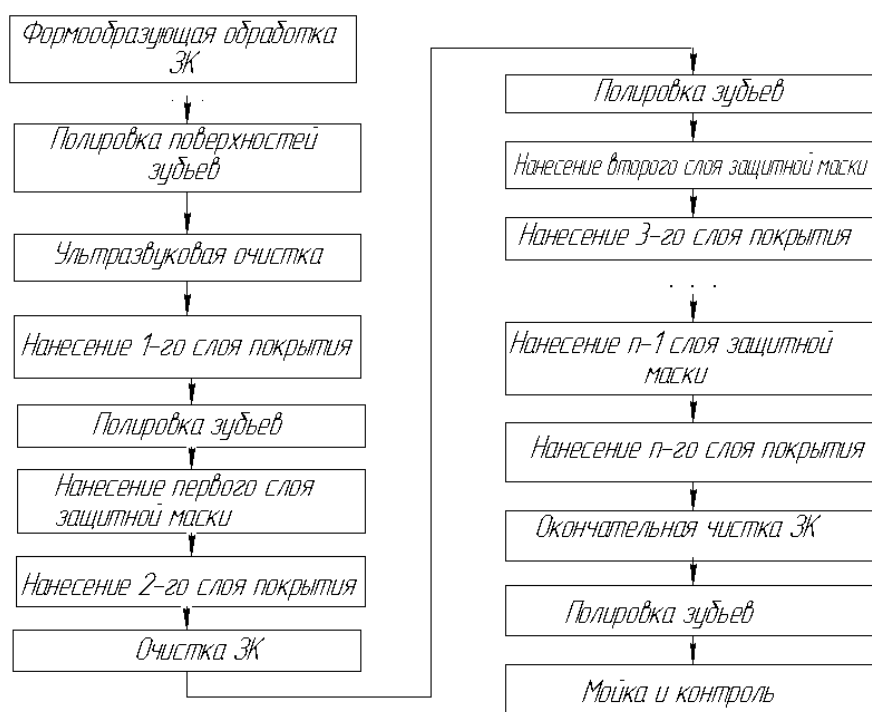 Формообразующая обработка
ЗК
. . .
Полировка поверхностей
зубьев
Ультразвуковая очистка
Нанесение 1-го слоя покрытия
Полировка зубьев
Нанесение первого слоя
защитной маски
Нанесение 2-го слоя покрытия
Очистка ЗК
Полировка зубьев
Нанесение второго слоя защитной маски
Нанесение 3-го слоя покрытия
. . .
Нанесение n-1 слоя защитной
маски
Нанесение n-го слоя покрытия
Окончательная чистка ЗК
Полировка зубьев
Мойка и контроль